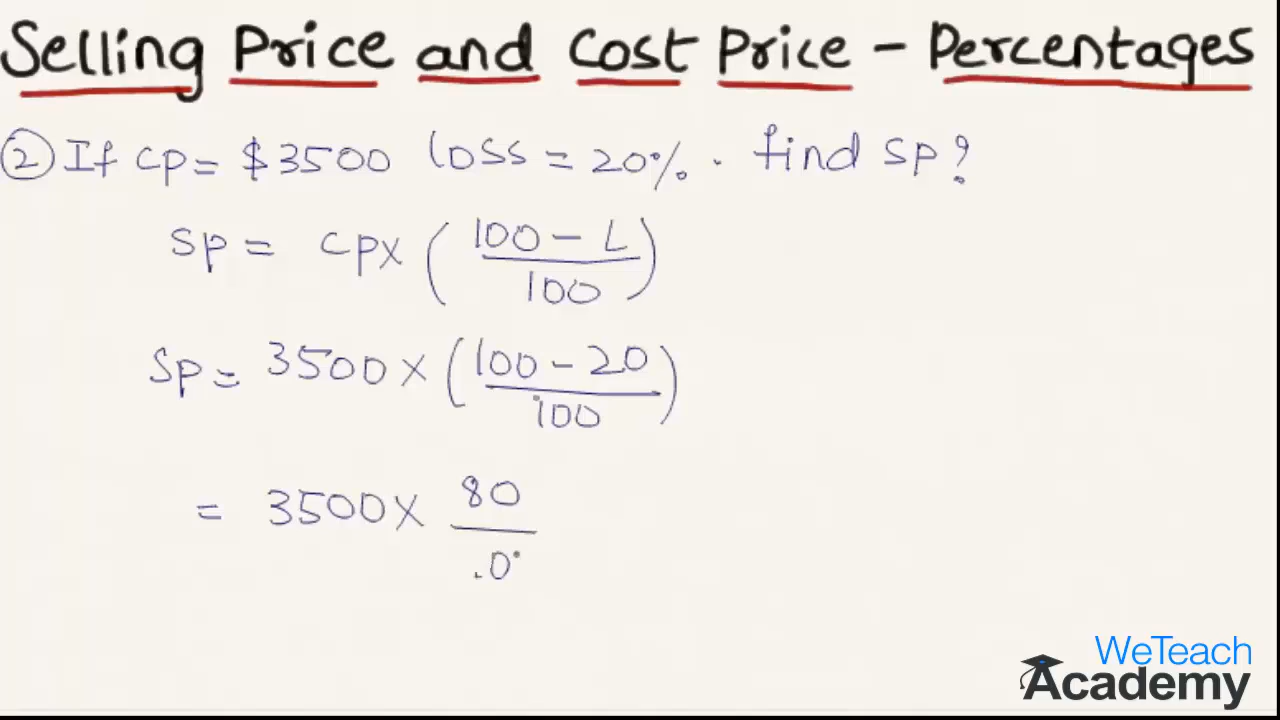 Selling Price and Cost Price – Percentages
② If CP = $3500 loss = 20%. find SP?
SP = CP x ( 100 – L / 100 )
SP = 3500 x ( 100 – 20 / 100 )
= 3500 x 80 /
WeTeach
Academy